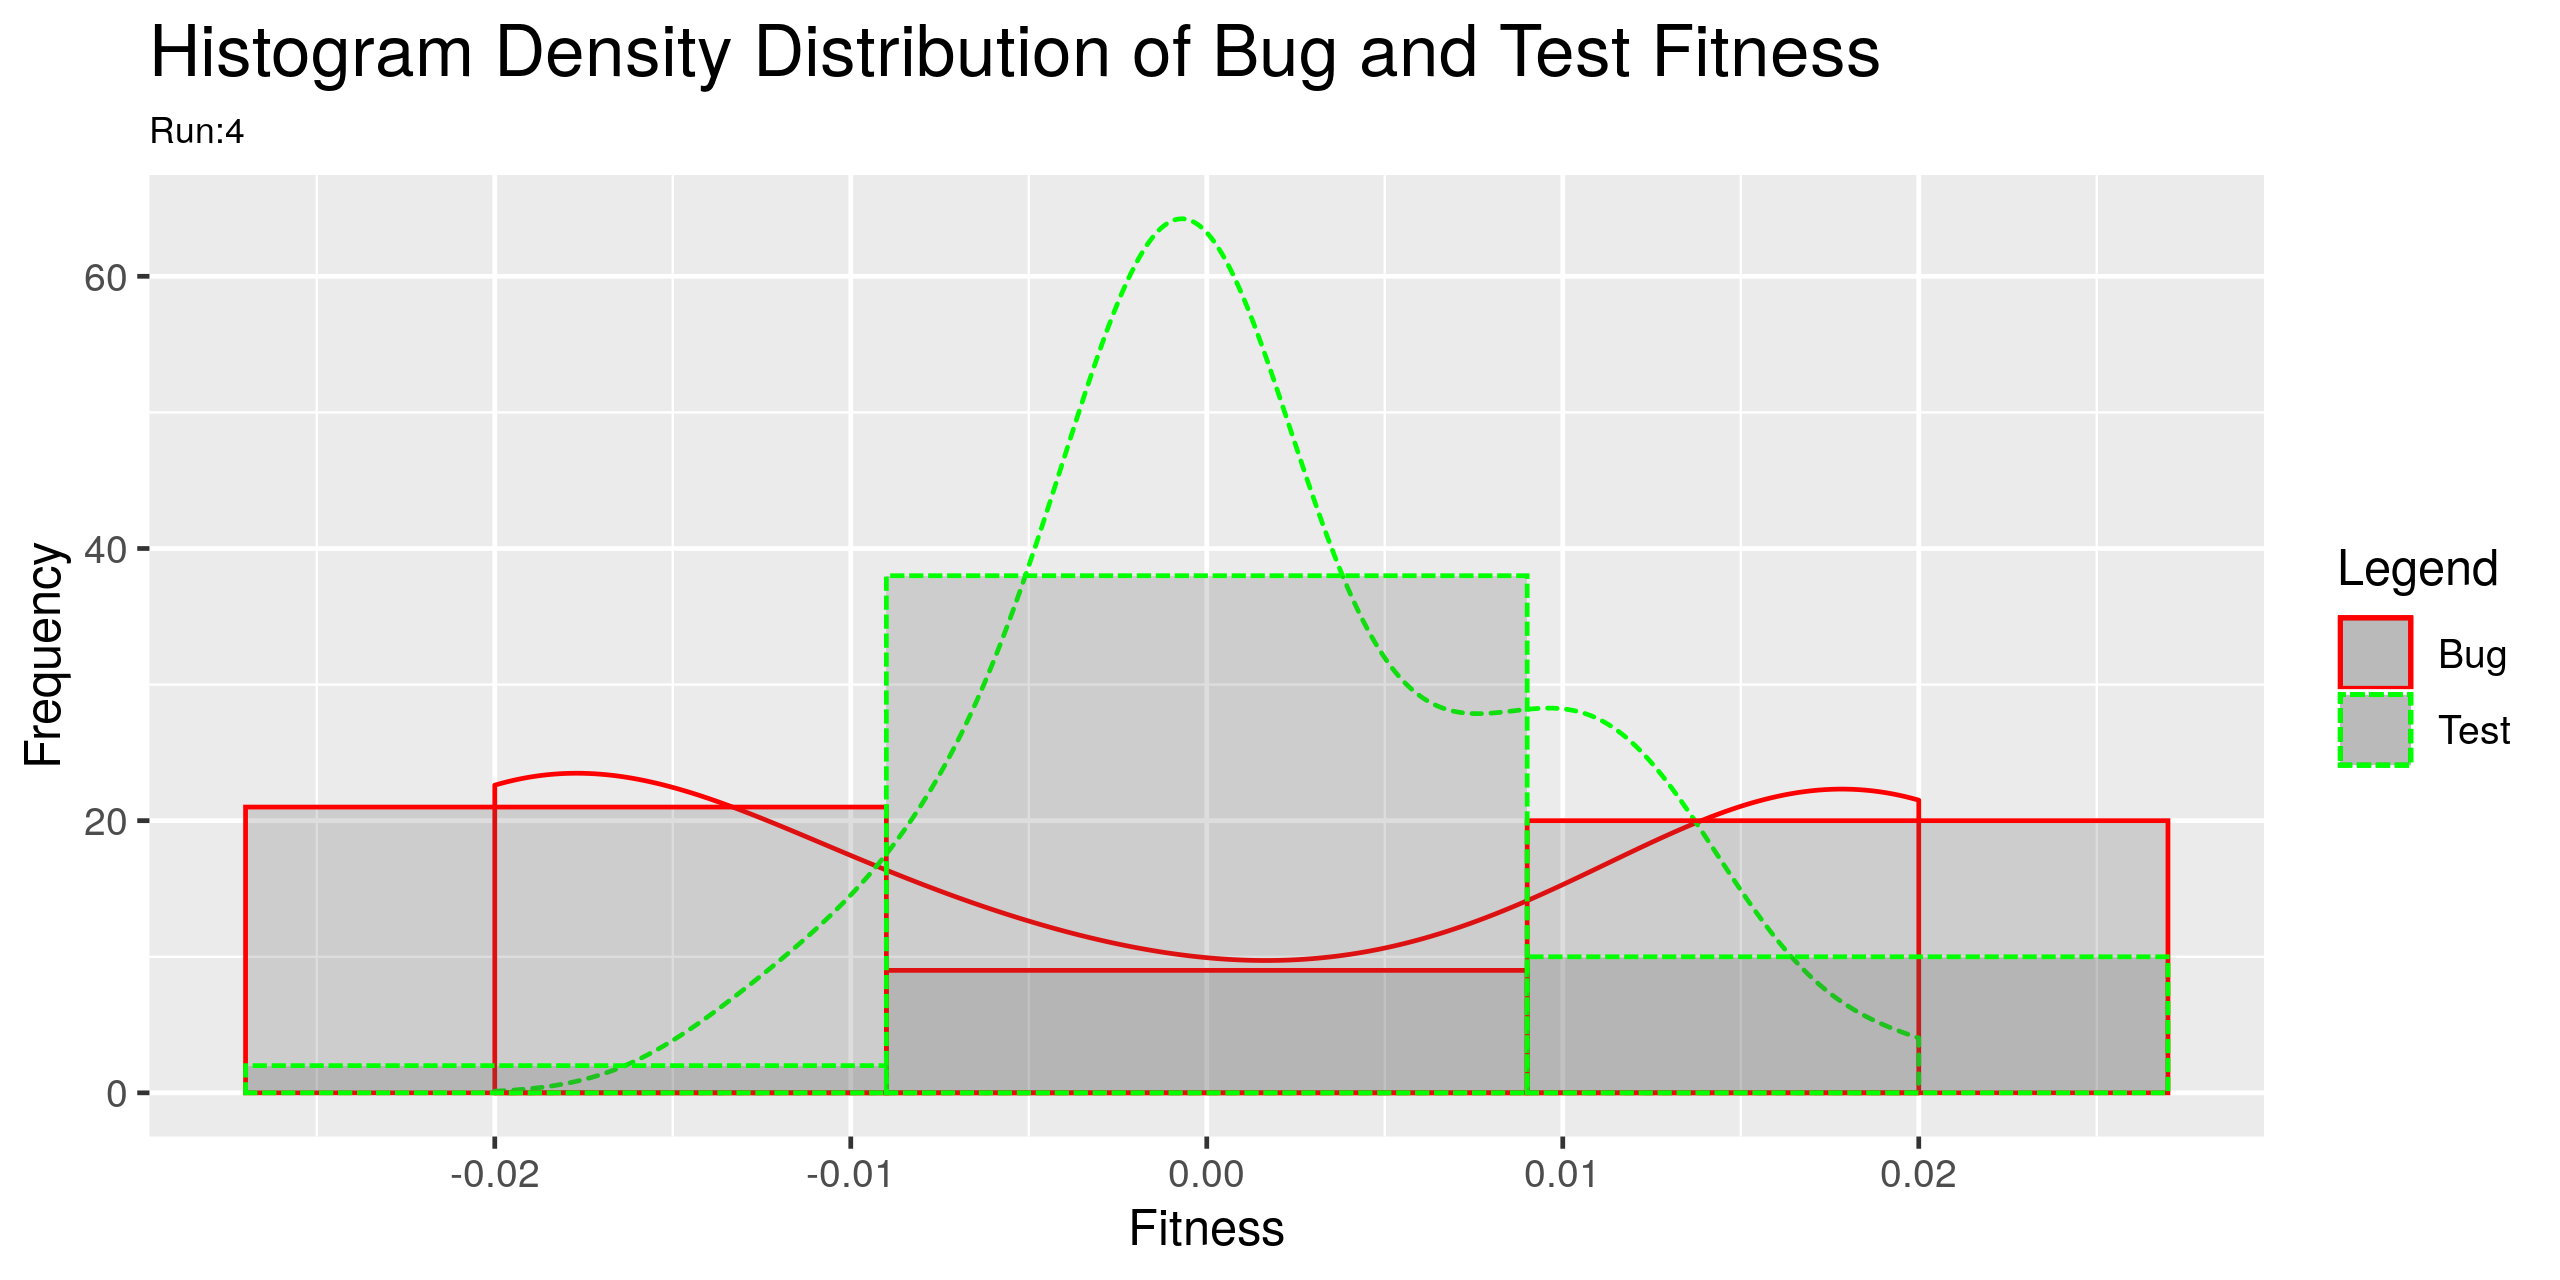 Histogram Density Distribution of Bug and Test Fitness
Run:4
60
40
20
0
Frequency
-0.02
-0.01
0.00
0.01
0.02
Fitness
Legend
Bug
Test